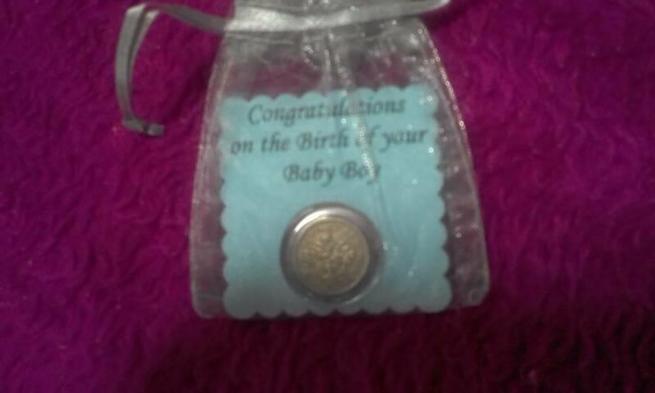 Congratulations
on the Birth of your
Baby Boy